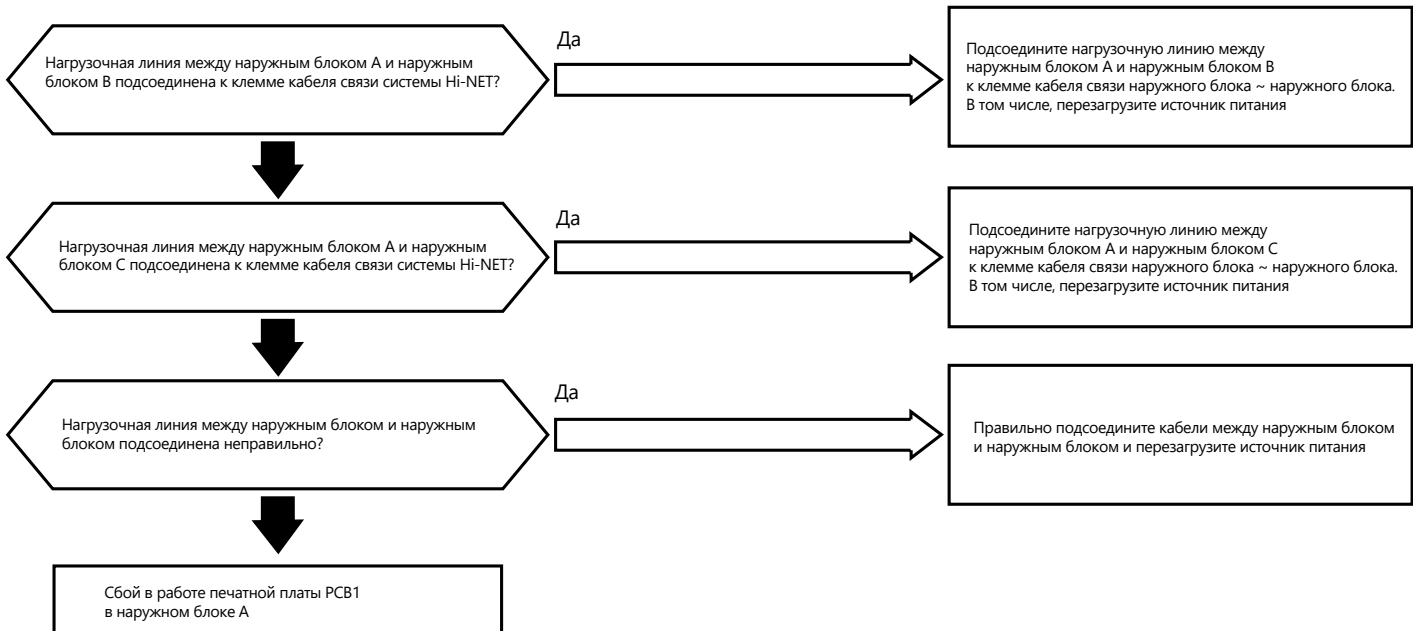 Нагрузочная линия между наружным блоком A и наружным
блоком B подсоединена к клемме кабеля связи системы Hi-NET?
Да
Подсоедините нагрузочную линию между
наружным блоком A и наружным блоком B
к клемме кабеля связи наружного блока ~ наружного блока.
В том числе, перезагрузите источник питания
Нагрузочная линия между наружным блоком A и наружным
блоком C подсоединена к клемме кабеля связи системы Hi-NET?
Да
Подсоедините нагрузочную линию между
наружным блоком A и наружным блоком C
к клемме кабеля связи наружного блока ~ наружного блока.
В том числе, перезагрузите источник питания
Нагрузочная линия между наружным блоком и наружным
блоком подсоединена неправильно?
Да
Правильно подсоедините кабели между наружным блоком
и наружным блоком и перезагрузите источник питания
Сбой в работе печатной платы PCB1
в наружном блоке A